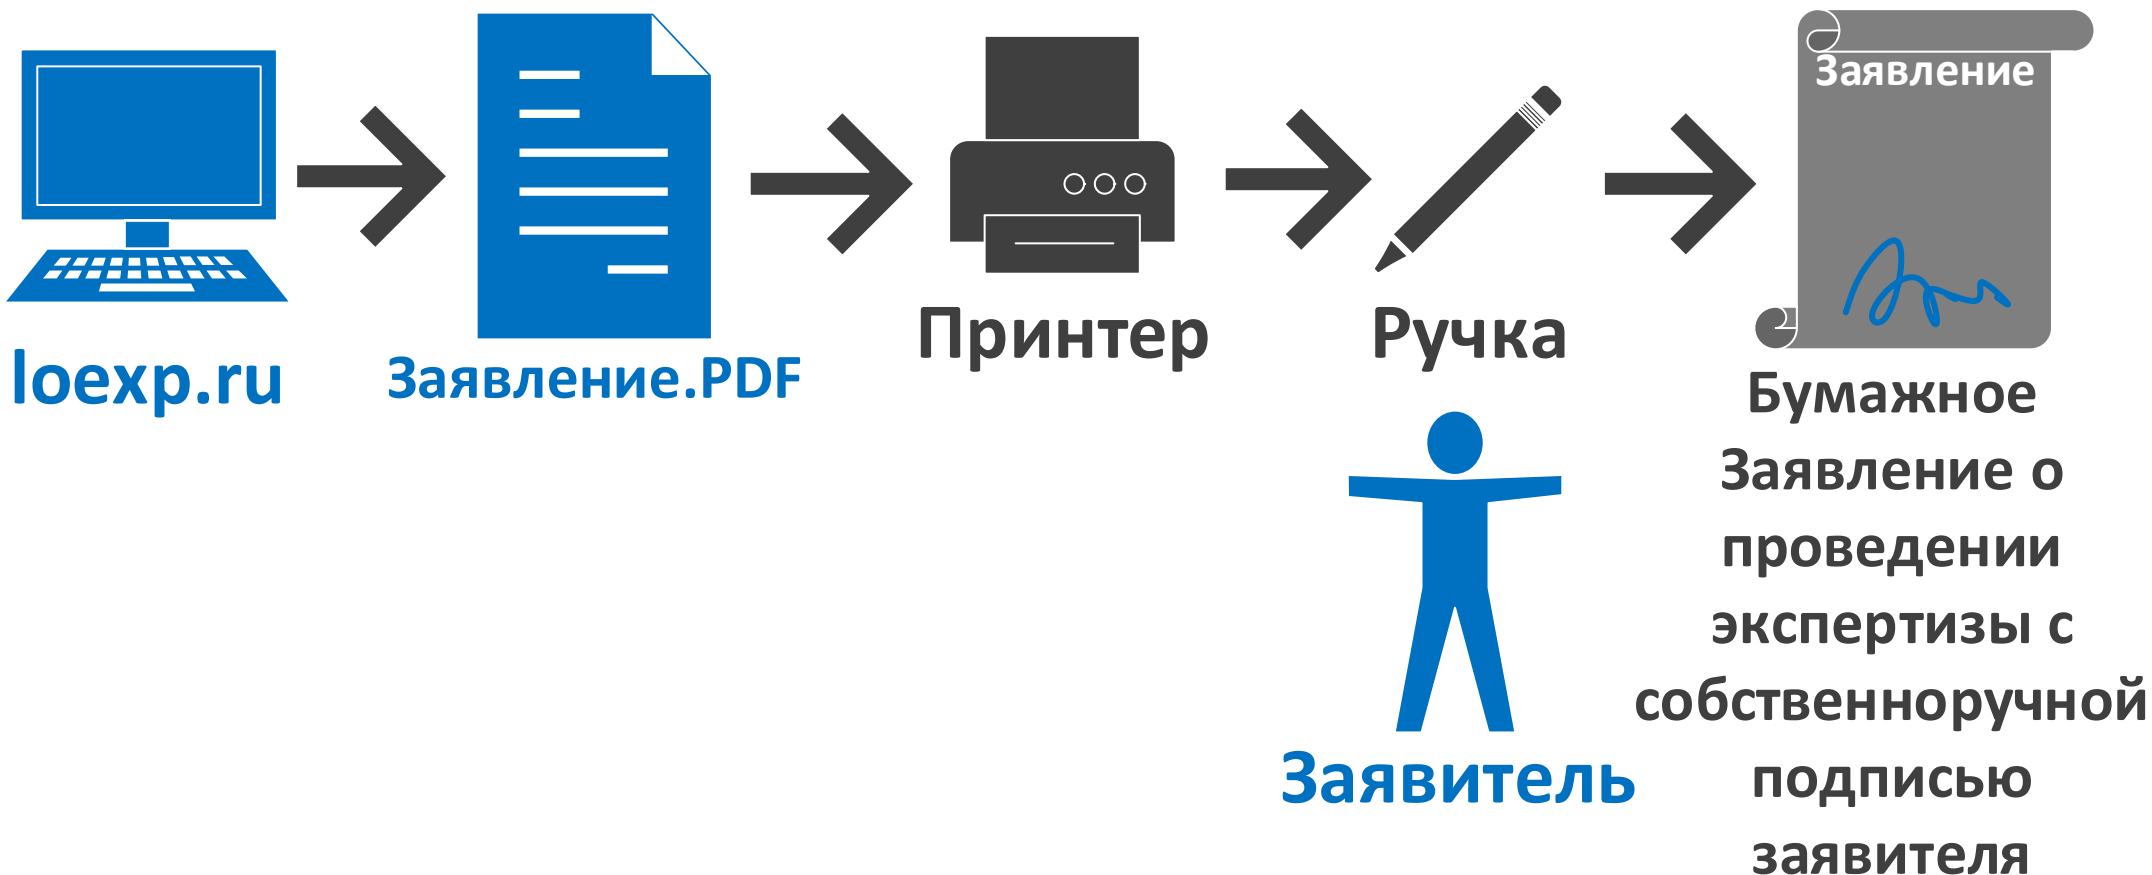 Заявление
loexp.ru
Заявление.PDF
Принтер
Ручка
Заявитель
Бумажное
Заявление о
проведении
экспертизы с
собственноручной
подписью
заявителя